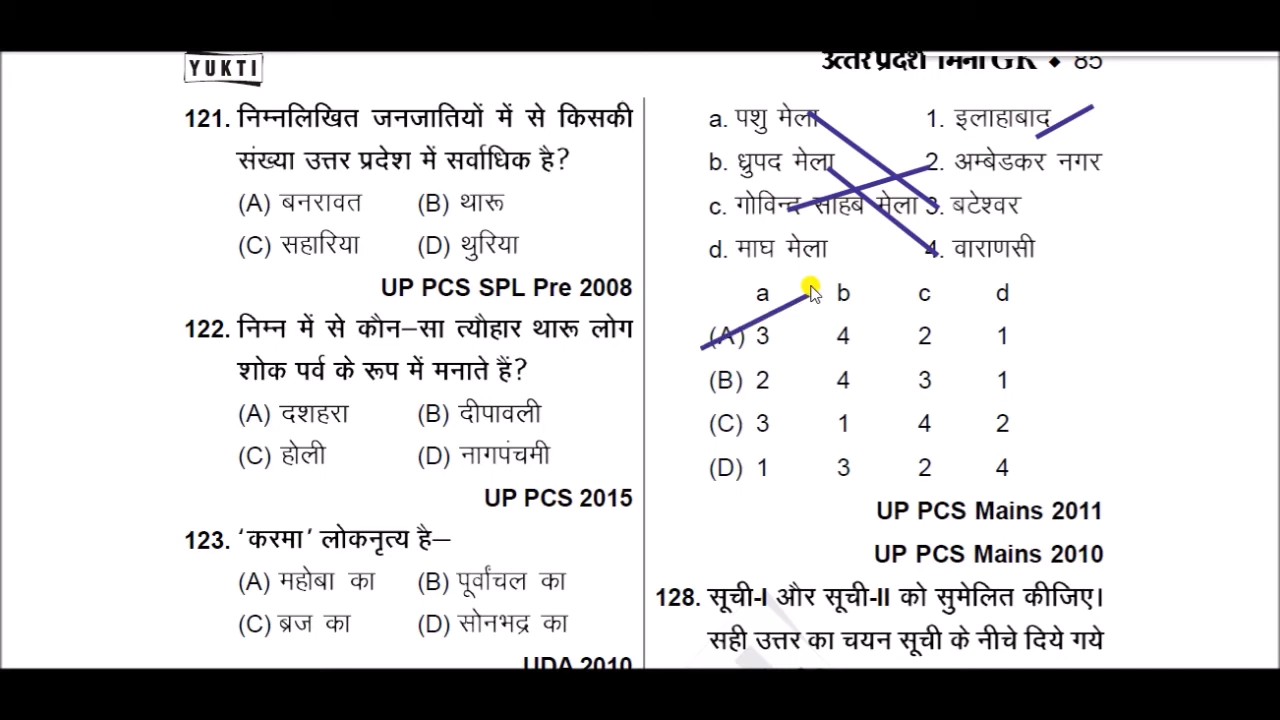 YUKTI
उत्तर प्रदेश मिनी GK ◆ 85
121. निम्नलिखित जनजातियों में से किसकी
संख्या उत्तर प्रदेश में सर्वाधिक है?
(A) बनरावत (B) थारू
(C) सहारिया (D) थुरिया
UP PCS SPL Pre 2008
122. निम्न में से कौन–सा त्यौहार थारू लोग
शोक पर्व के रूप में मनाते हैं?
(A) दशहरा (B) दीपावली
(C) होली (D) नागपंचमी
UP PCS 2015
123. ‘करमा’ लोकनृत्य है–
(A) महोबा का (B) पूर्वांचल का
(C) ब्रज का (D) सोनभद्र का
UDA 2010
a. पशु मेला 1. इलाहाबाद
b. ध्रुपद मेला 2. अम्बेडकर नगर
c. गोविन्द साहब मेला 3. बटेश्वर
d. माघ मेला 4. वाराणसी
a b c d
(A) 3 4 2 1
(B) 2 4 3 1
(C) 3 1 4 2
(D) 1 3 2 4
UP PCS Mains 2011
UP PCS Mains 2010
128. सूची-I और सूची-II को सुमेलित कीजिए।
सही उत्तर का चयन सूची के नीचे दिये गये